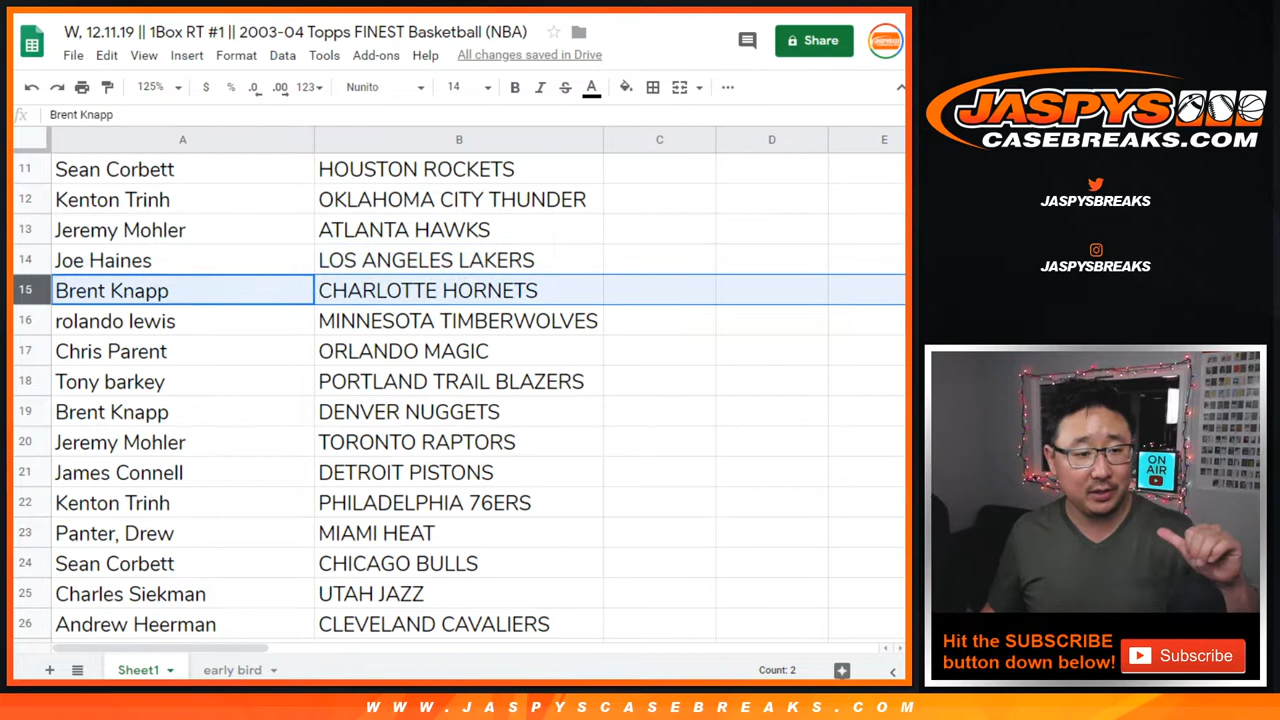 W, 12.11.19 || 1Box RT #1 || 2003-04 Topps FINEST Basketball (NBA)
File Edit View Insert Format Data Tools Add-ons Help All changes saved in Drive
Share
125% $ % .0 .00 123 Nunito 14 B I S A
fx Brent Knapp
A B C D E
11 Sean Corbett HOUSTON ROCKETS
12 Kenton Trinh OKLAHOMA CITY THUNDER
13 Jeremy Mohler ATLANTA HAWKS
14 Joe Haines LOS ANGELES LAKERS
15 Brent Knapp CHARLOTTE HORNETS
16 rolando lewis MINNESOTA TIMBERWOLVES
17 Chris Parent ORLANDO MAGIC
18 Tony barkey PORTLAND TRAIL BLAZERS
19 Brent Knapp DENVER NUGGETS
20 Jeremy Mohler TORONTO RAPTORS
21 James Connell DETROIT PISTONS
22 Kenton Trinh PHILADELPHIA 76ERS
23 Panter, Drew MIAMI HEAT
24 Sean Corbett CHICAGO BULLS
25 Charles Siekman UTAH JAZZ
26 Andrew Heerman CLEVELAND CAVALIERS
Sheet1 early bird Count: 2
JASPYS
CASEBREAKS.COM
JASPYSBREAKS
JASPYSBREAKS
ON
AIR
Hit the SUBSCRIBE
button down below!
Subscribe
WWW.JASPYSCASEBREAKS.COM